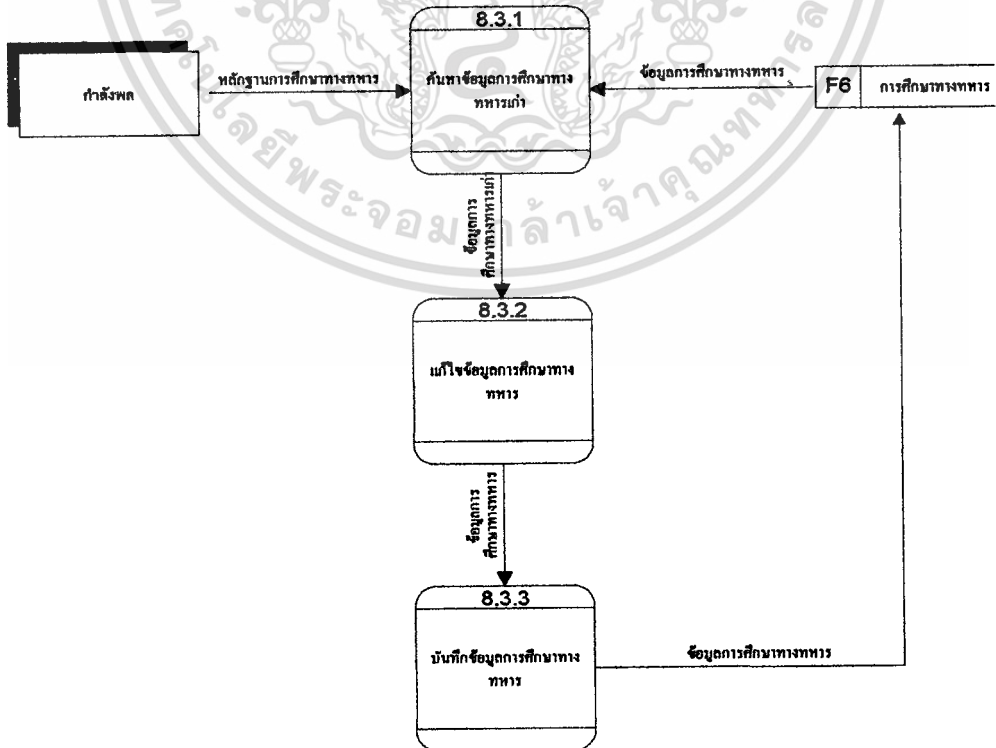 8.3.1
กำลังพล
หลักฐานการศึกษาทางทหาร
ค้นหาข้อมูลการศึกษาทาง
ทหารเก่า
ข้อมูลการศึกษาทางทหาร
F6
การศึกษาทางทหาร
ข้อมูลการ
ศึกษาทางทหารเก่า
8.3.2
แก้ไขข้อมูลการศึกษาทาง
ทหาร
ข้อมูลการ
ศึกษาทางทหาร
8.3.3
บันทึกข้อมูลการศึกษาทาง
ทหาร
ข้อมูลการศึกษาทางทหาร